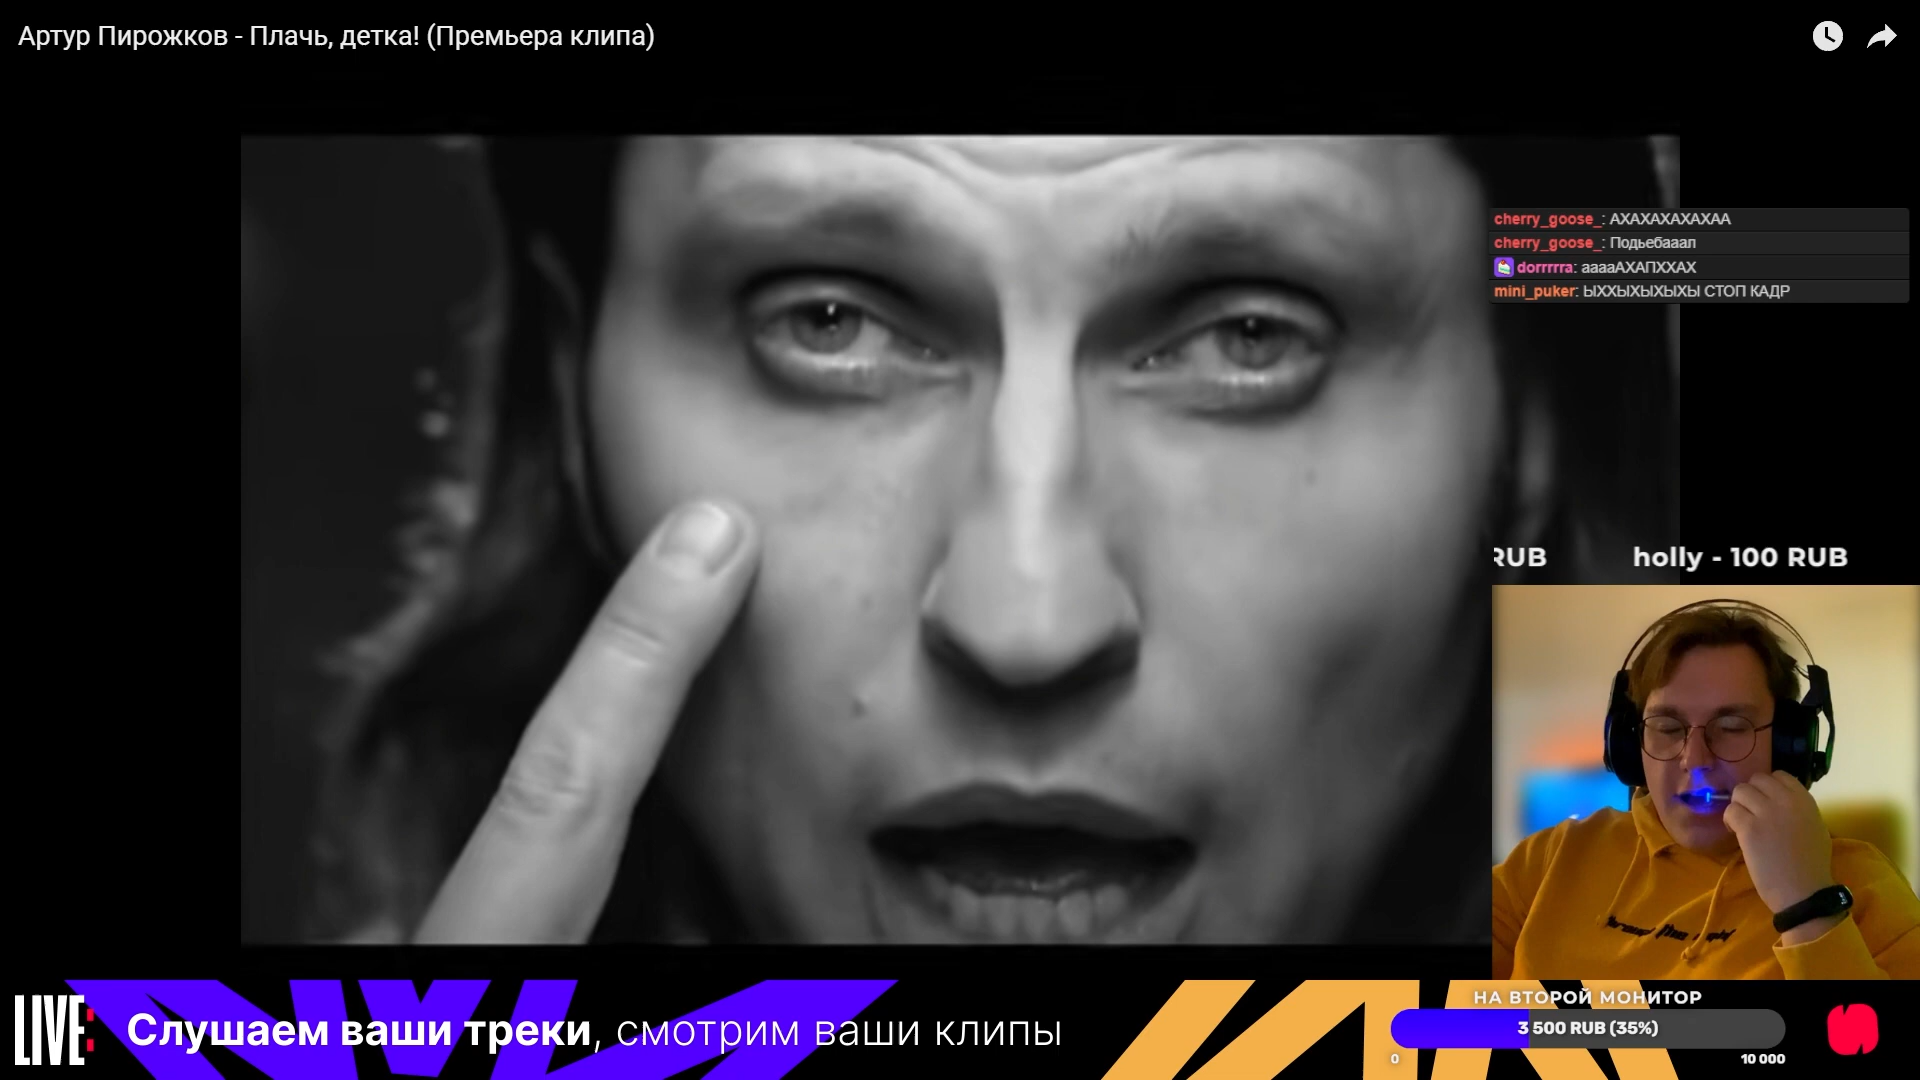 Артур Пирожков - Плачь, детка! (Премьера клипа)
cherry_goose_: АХАХАХАХАХАА
cherry_goose_: Подьебааал
dorrrrra: ааааАХАПХХАХ
mini_puker: ЫХХЫХЫХЫХЫ СТОП КАДР
RUB holly - 100 RUB
LIVE:
Слушаем ваши треки, смотрим ваши клипы
НА ВТОРОЙ МОНИТОР
3 500 RUB (35%)
0 10 000